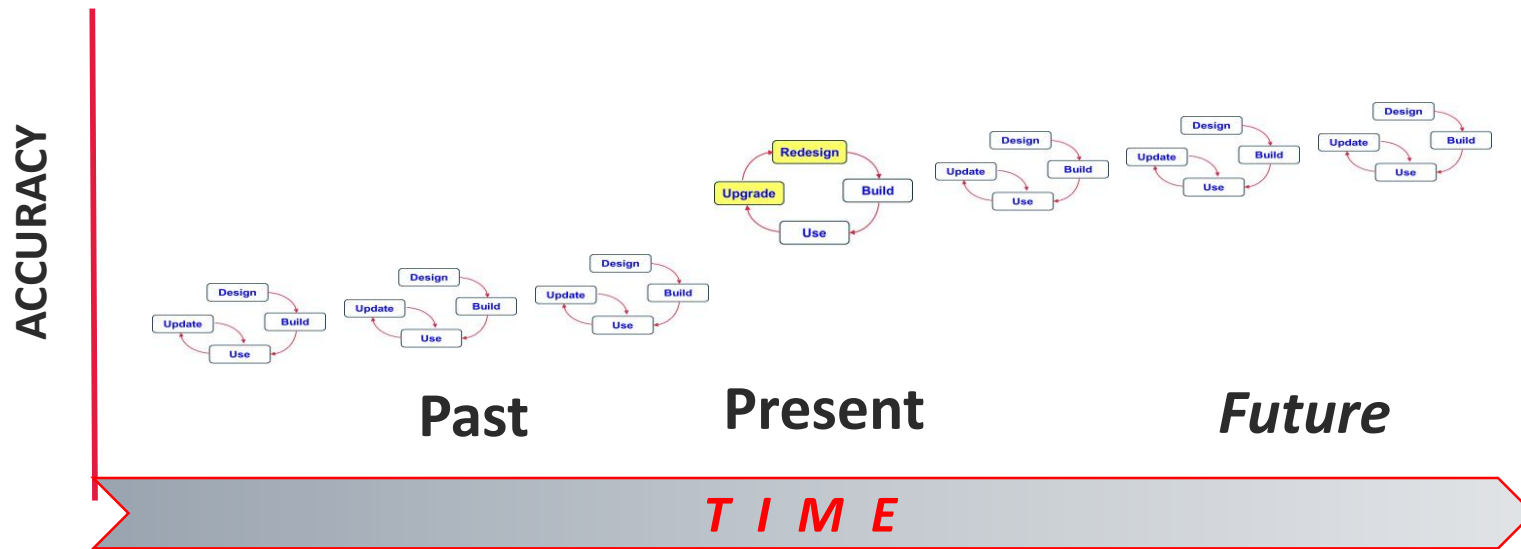 ACCURACY
Design
Update
Build
Use
Design
Update
Build
Use
Design
Update
Build
Use
Redesign
Upgrade
Build
Use
Design
Update
Build
Use
Design
Update
Build
Use
Design
Update
Build
Use
Past
Present
Future
T I M E